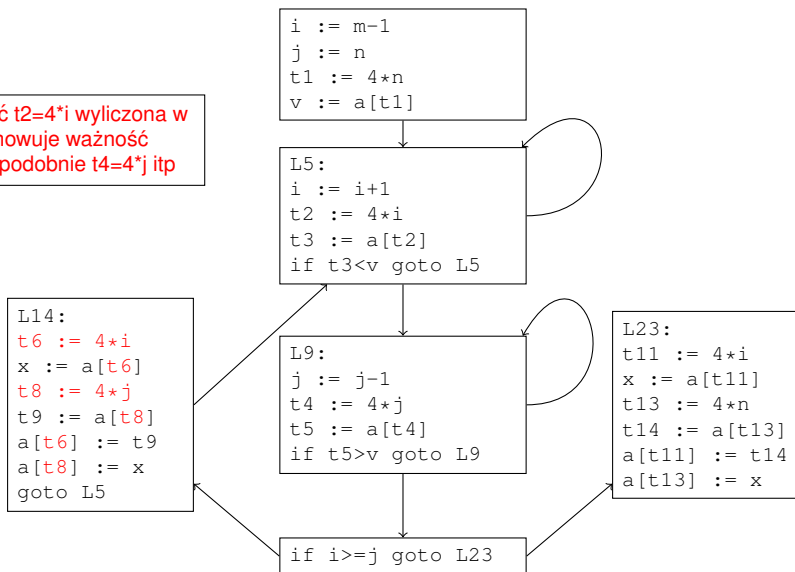 i := m-1
j := n
t1 := 4*n
v := a[t1]
t2=4*i wyliczona w
ważność
podobnie t4=4*j itp
L5:
i := i+1
t2 := 4*i
t3 := a[t2]
if t3<v goto L5
L14:
t6 := 4*i
x := a[t6]
t8 := 4*j
t9 := a[t8]
a[t6] := t9
a[t8] := x
goto L5
L9:
j := j-1
t4 := 4*j
t5 := a[t4]
if t5>v goto L9
L23:
t11 := 4*i
x := a[t11]
t13 := 4*n
t14 := a[t13]
a[t11] := t14
a[t13] := x
if i>=j goto L23